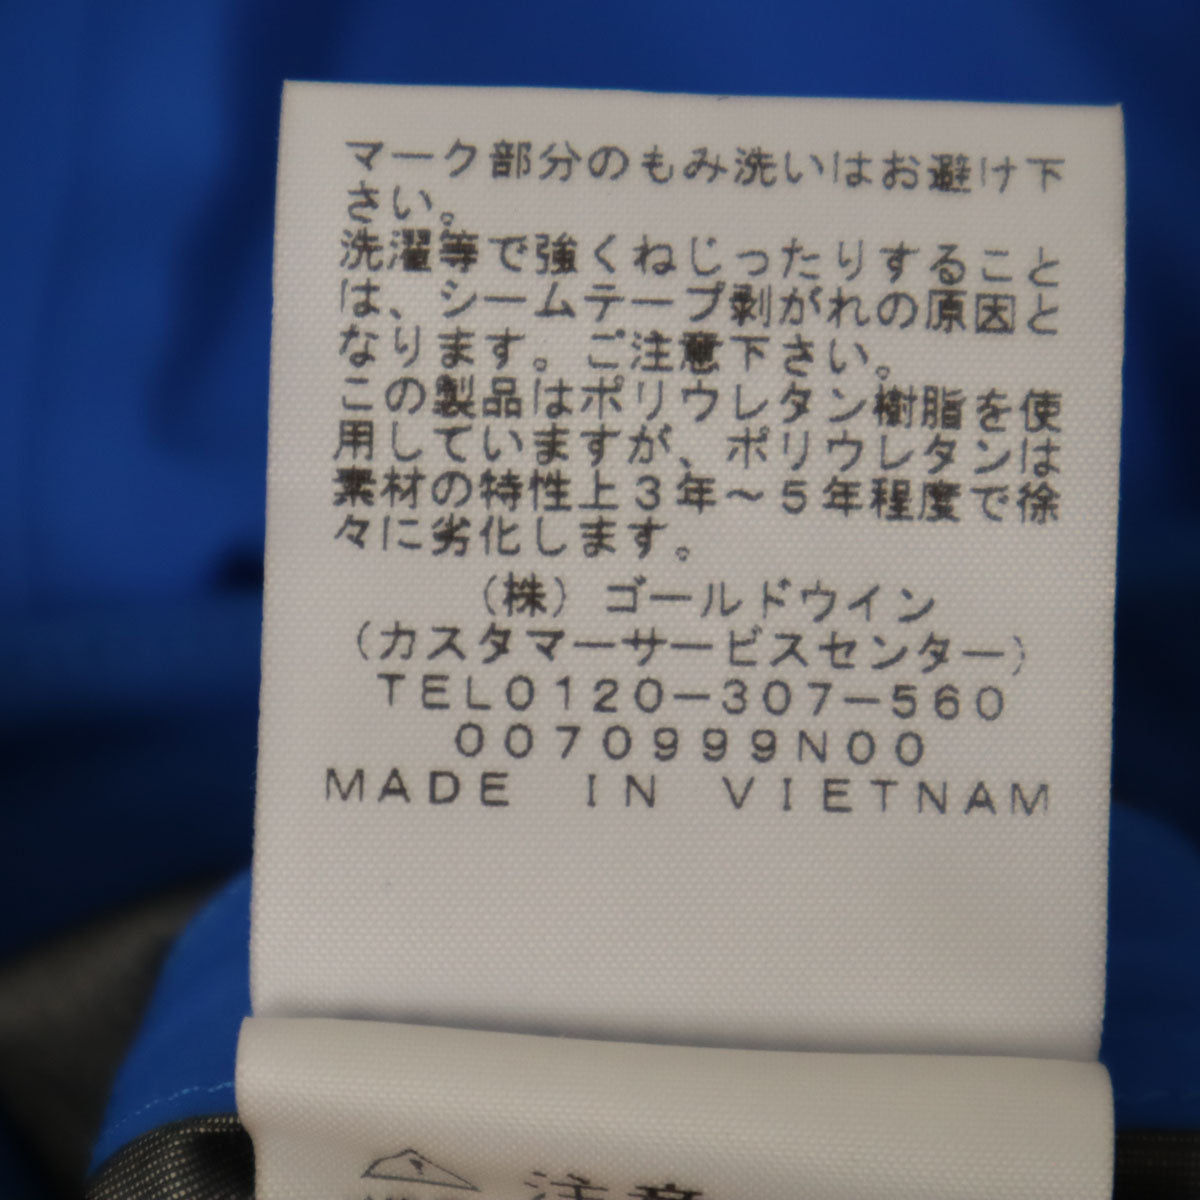 マーク部分のもみ洗いはお避け下
さい。
洗濯等で強くねじったりすること
は、シームテープ剥がれの原因と
なります。ご注意下さい。
この製品はポリウレタン樹脂を使
用していますが、ポリウレタンは
素材の特性上3年～5年程度で徐
々に劣化します。
(株) ゴールドウイン
(カスタマーサービスセンター)
TEL0120-307-560
0070999N00
MADE IN VIETNAM
注意